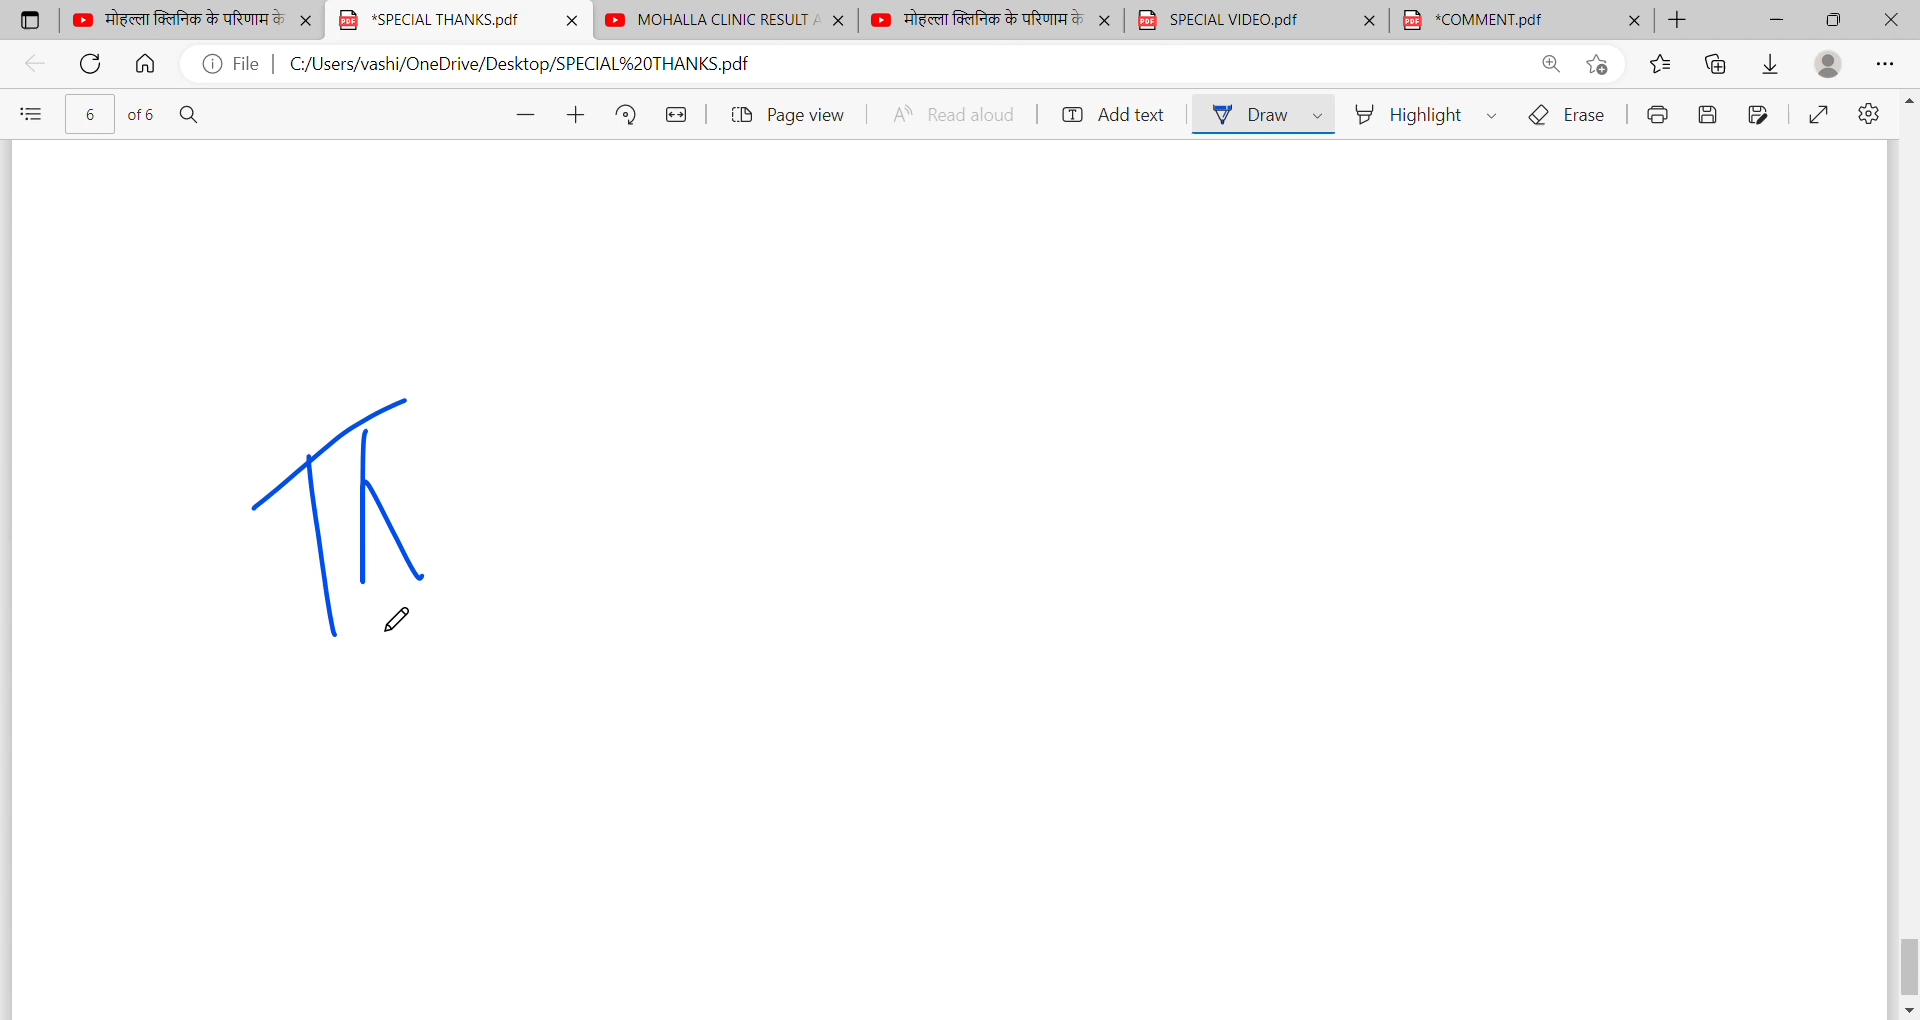 मोहल्ला क्लिनिक के परिणाम के *SPECIAL THANKS.pdf MOHALLA CLINIC RESULT A मोहल्ला क्लिनिक के परिणाम के SPECIAL VIDEO.pdf *COMMENT.pdf
File C:/Users/vashi/OneDrive/Desktop/SPECIAL%20THANKS.pdf
6 of 6 Page view Read aloud Add text Draw Highlight Erase
Th